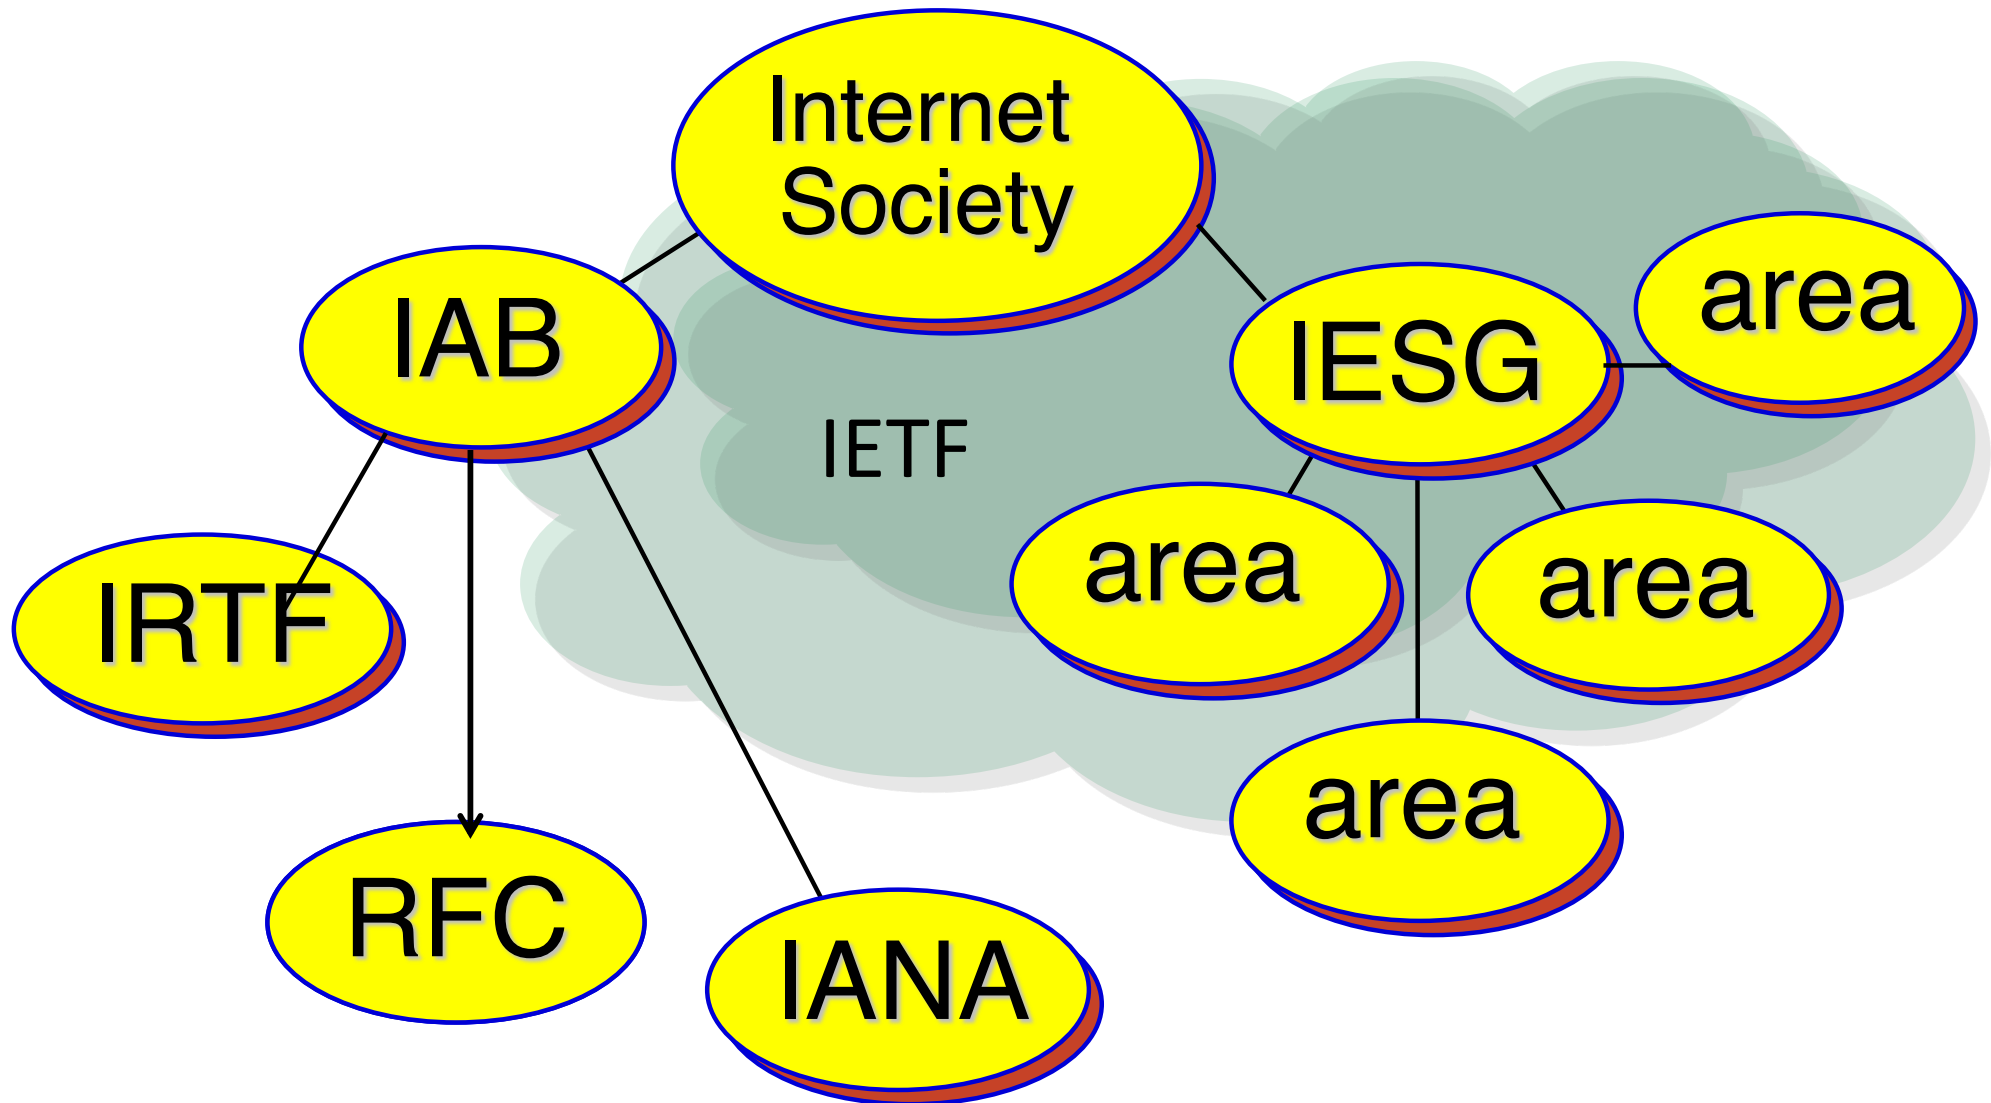 Internet
Society
IAB
IESG
area
IETF
area
area
IRTF
area
RFC
IANA